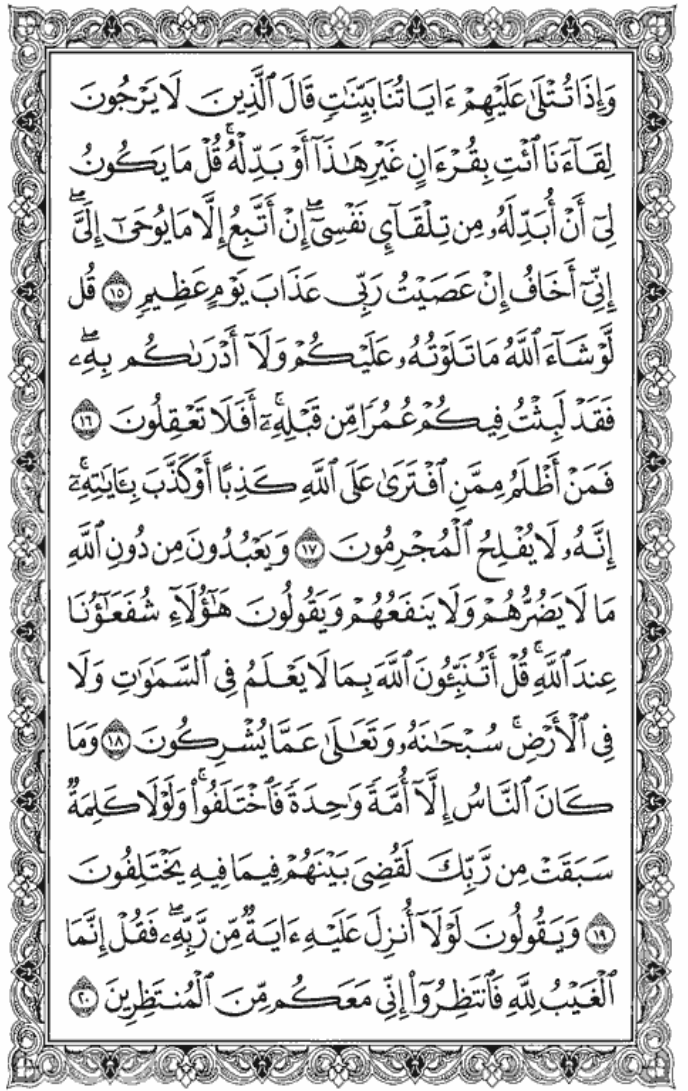 وَإِذَا تُتْلَىٰ عَلَيْهِمْ ءَايَاتُنَا بَيِّنَٰتٍ قَالَ ٱلَّذِينَ لَا يَرْجُونَ
لِقَآءَنَا ٱئْتِ بِقُرْءَانٍ غَيْرِ هَٰذَآ أَوْ بَدِّلْهُ ۚ قُلْ مَا يَكُونُ
لِىٓ أَنْ أُبَدِّلَهُۥ مِن تِلْقَآئِ نَفْسِىٓ ۖ إِنْ أَتَّبِعُ إِلَّا مَا يُوحَىٰٓ إِلَىَّ ۖ
إِنِّىٓ أَخَافُ إِنْ عَصَيْتُ رَبِّى عَذَابَ يَوْمٍ عَظِيمٍ ۝١٥ قُل
لَّوْ شَآءَ ٱللَّهُ مَا تَلَوْتُهُۥ عَلَيْكُمْ وَلَآ أَدْرَىٰكُم بِهِۦ ۖ
فَقَدْ لَبِثْتُ فِيكُمْ عُمُرًا مِّن قَبْلِهِۦٓ ۚ أَفَلَا تَعْقِلُونَ ۝١٦
فَمَنْ أَظْلَمُ مِمَّنِ ٱفْتَرَىٰ عَلَى ٱللَّهِ كَذِبًا أَوْ كَذَّبَ بِـَٔايَٰتِهِۦٓ ۚ
إِنَّهُۥ لَا يُفْلِحُ ٱلْمُجْرِمُونَ ۝١٧ وَيَعْبُدُونَ مِن دُونِ ٱللَّهِ
مَا لَا يَضُرُّهُمْ وَلَا يَنفَعُهُمْ وَيَقُولُونَ هَٰٓؤُلَآءِ شُفَعَٰٓؤُنَا
عِندَ ٱللَّهِ ۚ قُلْ أَتُنَبِّـُٔونَ ٱللَّهَ بِمَا لَا يَعْلَمُ فِى ٱلسَّمَٰوَٰتِ وَلَا
فِى ٱلْأَرْضِ ۚ سُبْحَٰنَهُۥ وَتَعَٰلَىٰ عَمَّا يُشْرِكُونَ ۝١٨ وَمَا
كَانَ ٱلنَّاسُ إِلَّآ أُمَّةً وَٰحِدَةً فَٱخْتَلَفُوا۟ ۚ وَلَوْلَا كَلِمَةٌ
سَبَقَتْ مِن رَّبِّكَ لَقُضِىَ بَيْنَهُمْ فِيمَا فِيهِ يَخْتَلِفُونَ
۝١٩ وَيَقُولُونَ لَوْلَآ أُنزِلَ عَلَيْهِ ءَايَةٌ مِّن رَّبِّهِۦ ۖ فَقُلْ إِنَّمَا
ٱلْغَيْبُ لِلَّهِ فَٱنتَظِرُوٓا۟ إِنِّى مَعَكُم مِّنَ ٱلْمُنتَظِرِينَ ۝٢٠